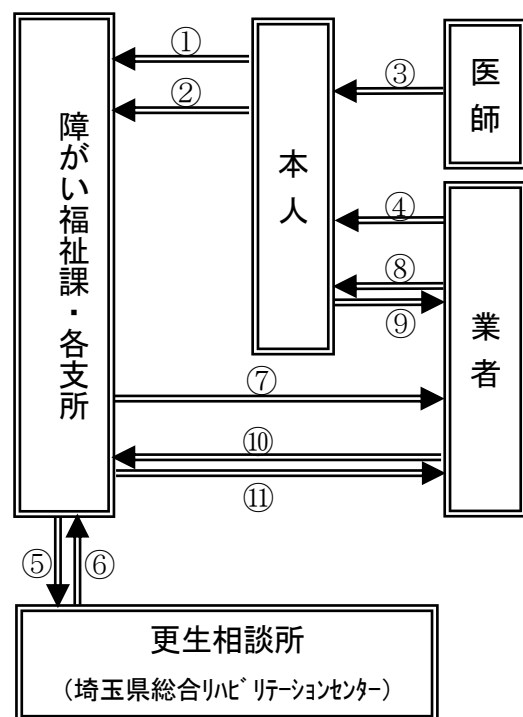 ①
②
③
④
⑧
⑨
⑦
⑩
⑪
⑤
⑥
障がい福祉課・各支所
本人
医師
業者
更生相談所
（埼玉県総合ﾘﾊﾋﾞﾘﾃｰｼｮﾝｾﾝﾀｰ）